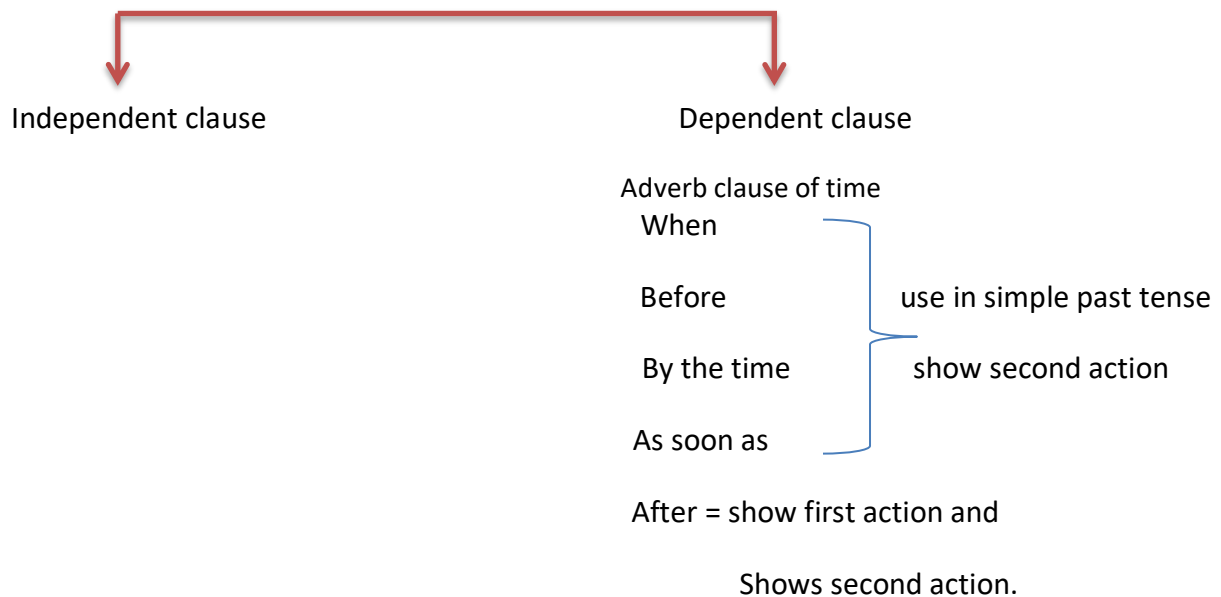 Independent clause Dependent clause
Adverb clause of time
When
Before use in simple past tense
By the time show second action
As soon as
After = show first action and
Shows second action.